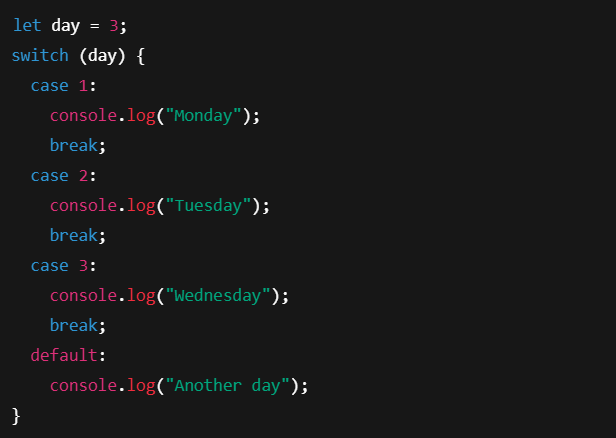 let day = 3;
switch (day) {
  case 1:
    console.log("Monday");
    break;
  case 2:
    console.log("Tuesday");
    break;
  case 3:
    console.log("Wednesday");
    break;
  default:
    console.log("Another day");
}